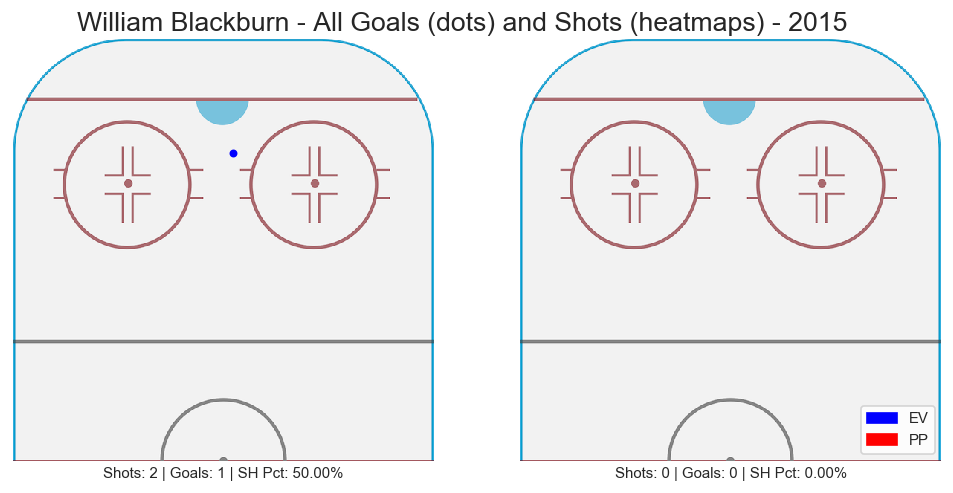 William Blackburn - All Goals (dots) and Shots (heatmaps) - 2015
EV
PP
Shots: 2 | Goals: 1 | SH Pct: 50.00%
Shots: 0 | Goals: 0 | SH Pct: 0.00%